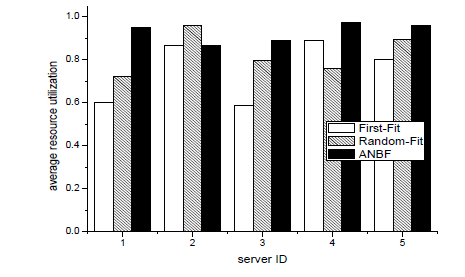 1.0
0.8
0.6
0.4
0.2
0.0
average resource utilization
First-Fit
Random-Fit
ANBF
1 2 3 4 5
server ID